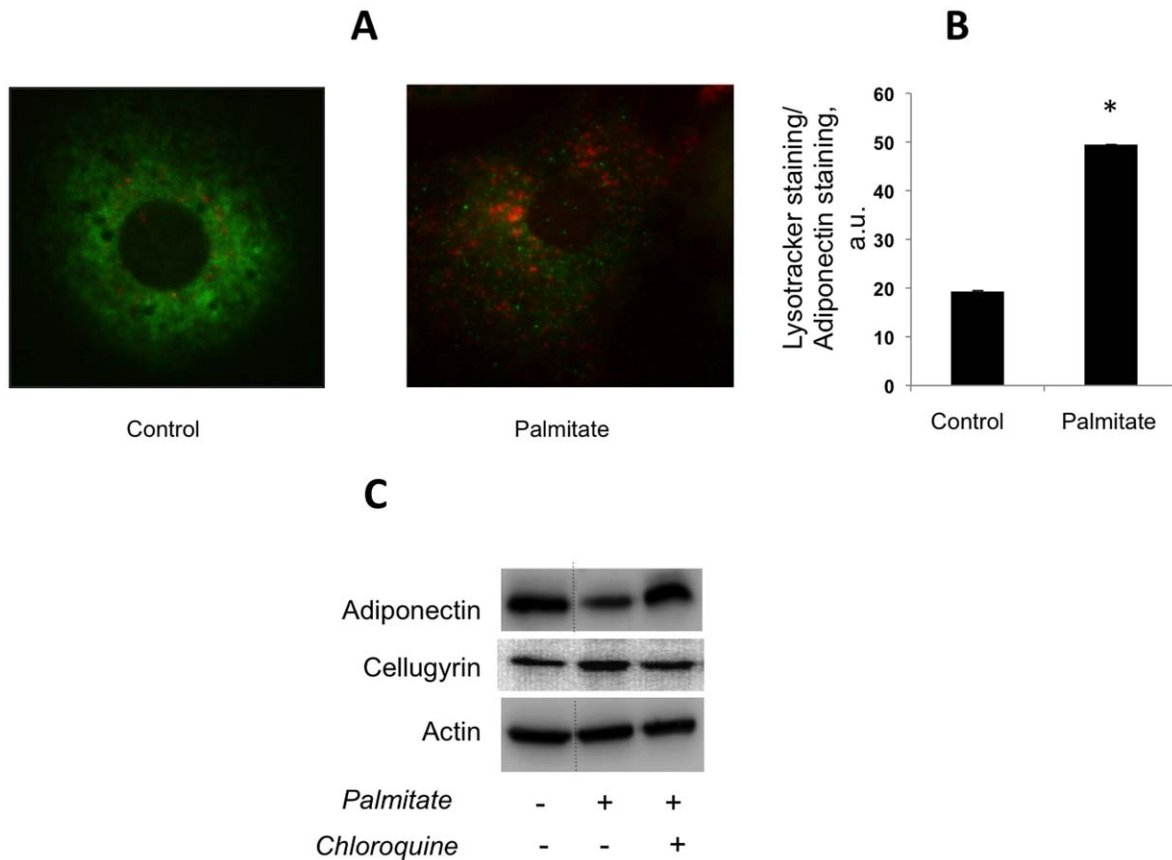 A
B
Control
Palmitate
Lysotracker staining/
Adiponectin staining,
a.u.
60
50
40
30
20
10
0
*
Control
Palmitate
C
Adiponectin
Cellugyrin
Actin
Palmitate - + +
Chloroquine - - +